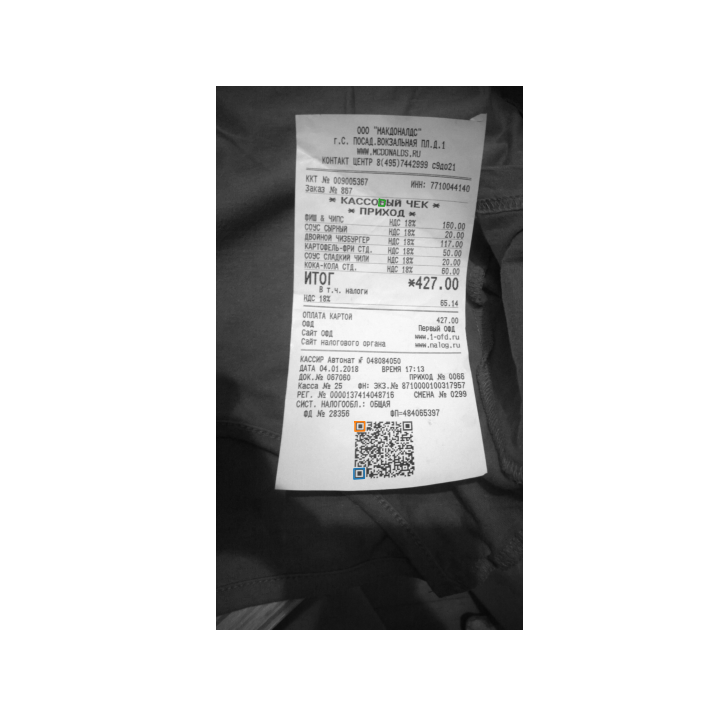 ООО "МАКДОНАЛДС"
г.С. ПОСАД.ВОКЗАЛЬНАЯ ПЛ.Д.1
WWW.MCDONALDS.RU
КОНТАКТ ЦЕНТР 8(495)7442999 с9до21
ККТ № 009005387 ИНН: 7710044140
Заказ № 867
* КАССОВЫЙ ЧЕК *
* ПРИХОД *
ФИШ & ЧИПС НДС 18% 160.00
СОУС СЫРНЫЙ НДС 18% 20.00
ДВОЙНОЙ ЧИЗБУРГЕР НДС 18% 117.00
КАРТОФЕЛЬ-ФРИ СТД. НДС 18% 50.00
СОУС СЛАДКИЙ ЧИЛИ НДС 18% 20.00
КОКА-КОЛА СТД. НДС 18% 60.00
ИТОГ *427.00
В т.ч. налоги
НДС 18% 65.14
ОПЛАТА КАРТОЙ 427.00
ОФД Первый ОФД
Сайт ОФД www.1-ofd.ru
Сайт налогового органа www.nalog.ru
КАССИР Автомат # 048084050
ДАТА 04.01.2018 ВРЕМЯ 17:13
ДОК.№ 067060 ПРИХОД № 0066
Касса № 25 ФН: ЭКЗ.№ 8710000100317957
РЕГ. № 0000137414048716 СМЕНА № 0299
СИСТ. НАЛОГООБЛ.: ОБЩАЯ
ФД № 28356 ФП=484065397